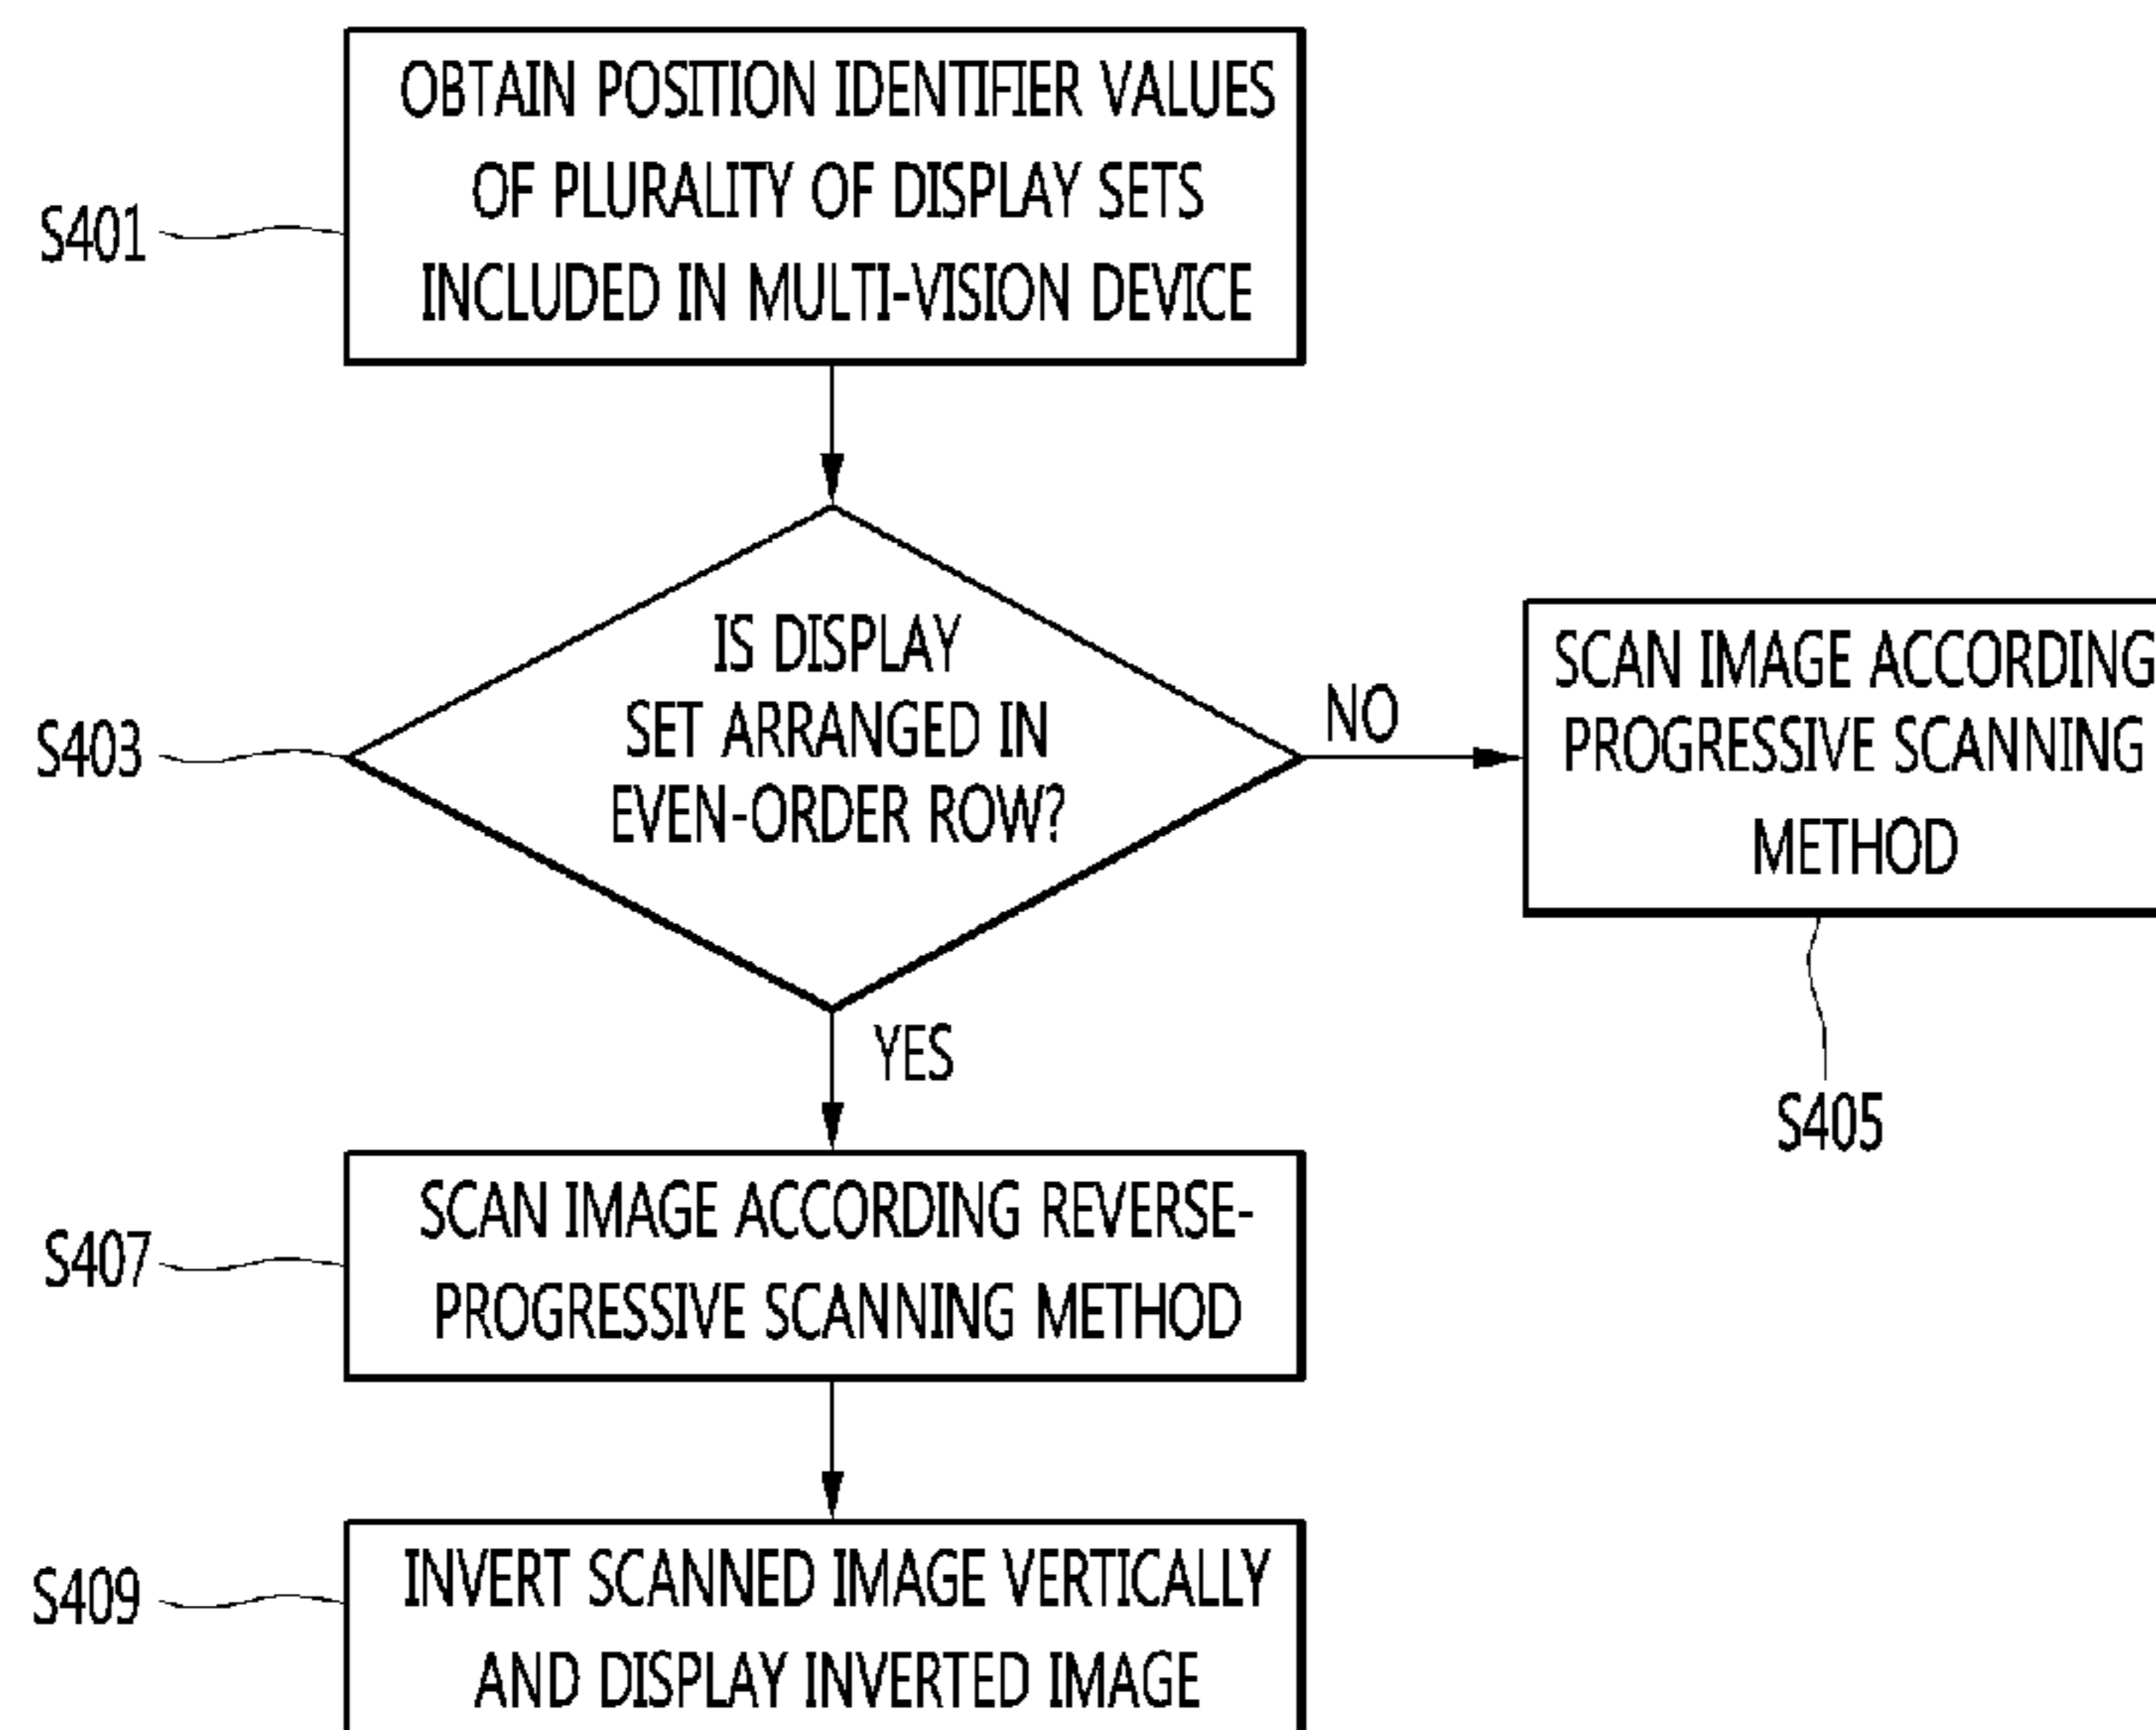 OBTAIN POSITION IDENTIFIER VALUES
OF PLURALITY OF DISPLAY SETS
INCLUDED IN MULTI-VISION DEVICE
S401
IS DISPLAY
SET ARRANGED IN
EVEN-ORDER ROW?
S403
NO
SCAN IMAGE ACCORDING
PROGRESSIVE SCANNING
METHOD
S405
YES
SCAN IMAGE ACCORDING REVERSE-
PROGRESSIVE SCANNING METHOD
S407
INVERT SCANNED IMAGE VERTICALLY
AND DISPLAY INVERTED IMAGE
S409